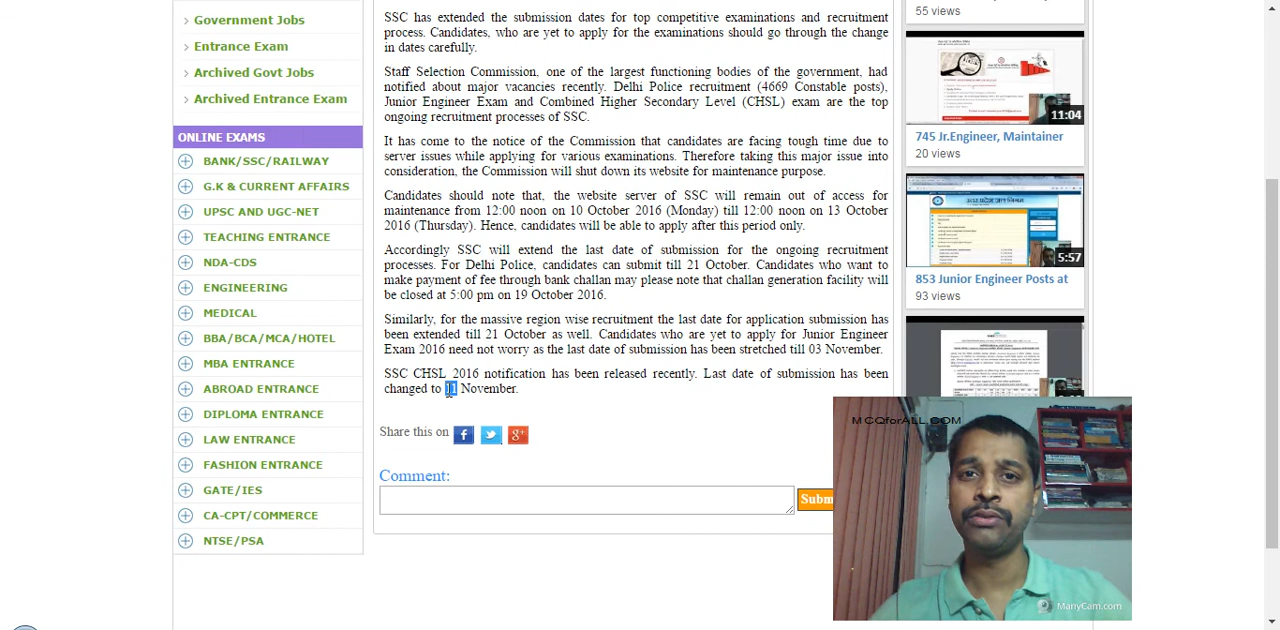 Government Jobs
Entrance Exam
Archived Govt Jobs
Archived Entrance Exam
ONLINE EXAMS
BANK/SSC/RAILWAY
G.K & CURRENT AFFAIRS
UPSC AND UGC-NET
TEACHING ENTRANCE
NDA-CDS
ENGINEERING
MEDICAL
BBA/BCA/MCA/HOTEL
MBA ENTRANCE
ABROAD ENTRANCE
DIPLOMA ENTRANCE
LAW ENTRANCE
FASHION ENTRANCE
GATE/IES
CA-CPT/COMMERCE
NTSE/PSA
SSC has extended the submission dates for top competitive examinations and recruitment
process. Candidates, who are yet to apply for the examinations should go through the change
in dates carefully.
Staff Selection Commission, one of the largest functioning bodies of the government, had
notified about major vacancies recently. Delhi Police recruitment (4669 Constable posts),
Junior Engineer Exam and Combined Higher Secondary Level (CHSL) exam are the top
ongoing recruitment processes of SSC.
It has come to the notice of the Commission that candidates are facing tough time due to
server issues while applying for various examinations. Therefore taking this major issue into
consideration, the Commission will shut down its website for maintenance purpose.
Candidates should note that, the website server of SSC will remain out of access for
maintenance from 12:00 noon on 10 October 2016 (Monday) till 12:00 noon on 13 October
2016 (Thursday). Hence, candidates will be able to apply after this period only.
Accordingly SSC will extend the last date of submission for the ongoing recruitment
process. For Delhi Police, candidates can submit till 21 October. Candidates who want to
make payment of fee through bank challan may please note that challan generation facility will
be closed at 5:00 pm on 19 October 2016.
Similarly, for the massive region wise recruitment the last date for application submission has
been extended till 21 October as well. Candidates who are yet to apply for Junior Engineer
Exam 2016 need not worry as the last date of submission has been stretched till 03 November.
SSC CHSL 2016 released recently. Last date of submission has been
changed to 11 November.
Share this on
Comment:
Subm
55 views
11:04
745 Jr.Engineer, Maintainer
20 views
5:57
853 Junior Engineer Posts at
93 views
MCQforALL.COM
ManyCam.com